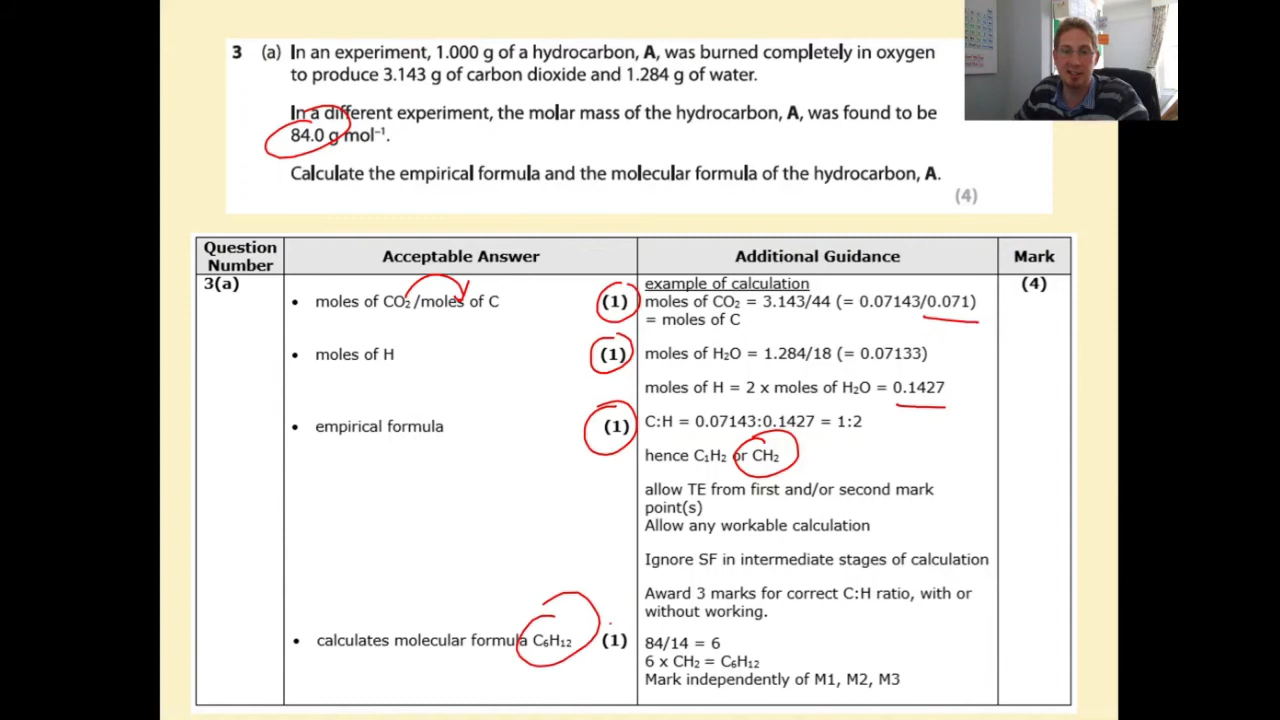 3 (a) In an experiment, 1.000 g of a hydrocarbon, A, was burned completely in oxygen
to produce 3.143 g of carbon dioxide and 1.284 g of water.
In a different experiment, the molar mass of the hydrocarbon, A, was found to be
84.0 g mol⁻¹.
Calculate the empirical formula and the molecular formula of the hydrocarbon, A.
(4)
Question Number
Acceptable Answer
Additional Guidance
Mark
3(a)
• moles of CO₂ /moles of C (1)
example of calculation
moles of CO₂ = 3.143/44 (= 0.07143/0.071)
= moles of C
(4)
• moles of H (1)
moles of H₂O = 1.284/18 (= 0.07133)
moles of H = 2 x moles of H₂O = 0.1427
• empirical formula (1)
C:H = 0.07143:0.1427 = 1:2
hence C₁H₂ or CH₂
allow TE from first and/or second mark
point(s)
Allow any workable calculation
Ignore SF in intermediate stages of calculation
Award 3 marks for correct C:H ratio, with or
without working.
• calculates molecular formula C₆H₁₂ (1)
84/14 = 6
6 x CH₂ = C₆H₁₂
Mark independently of M1, M2, M3